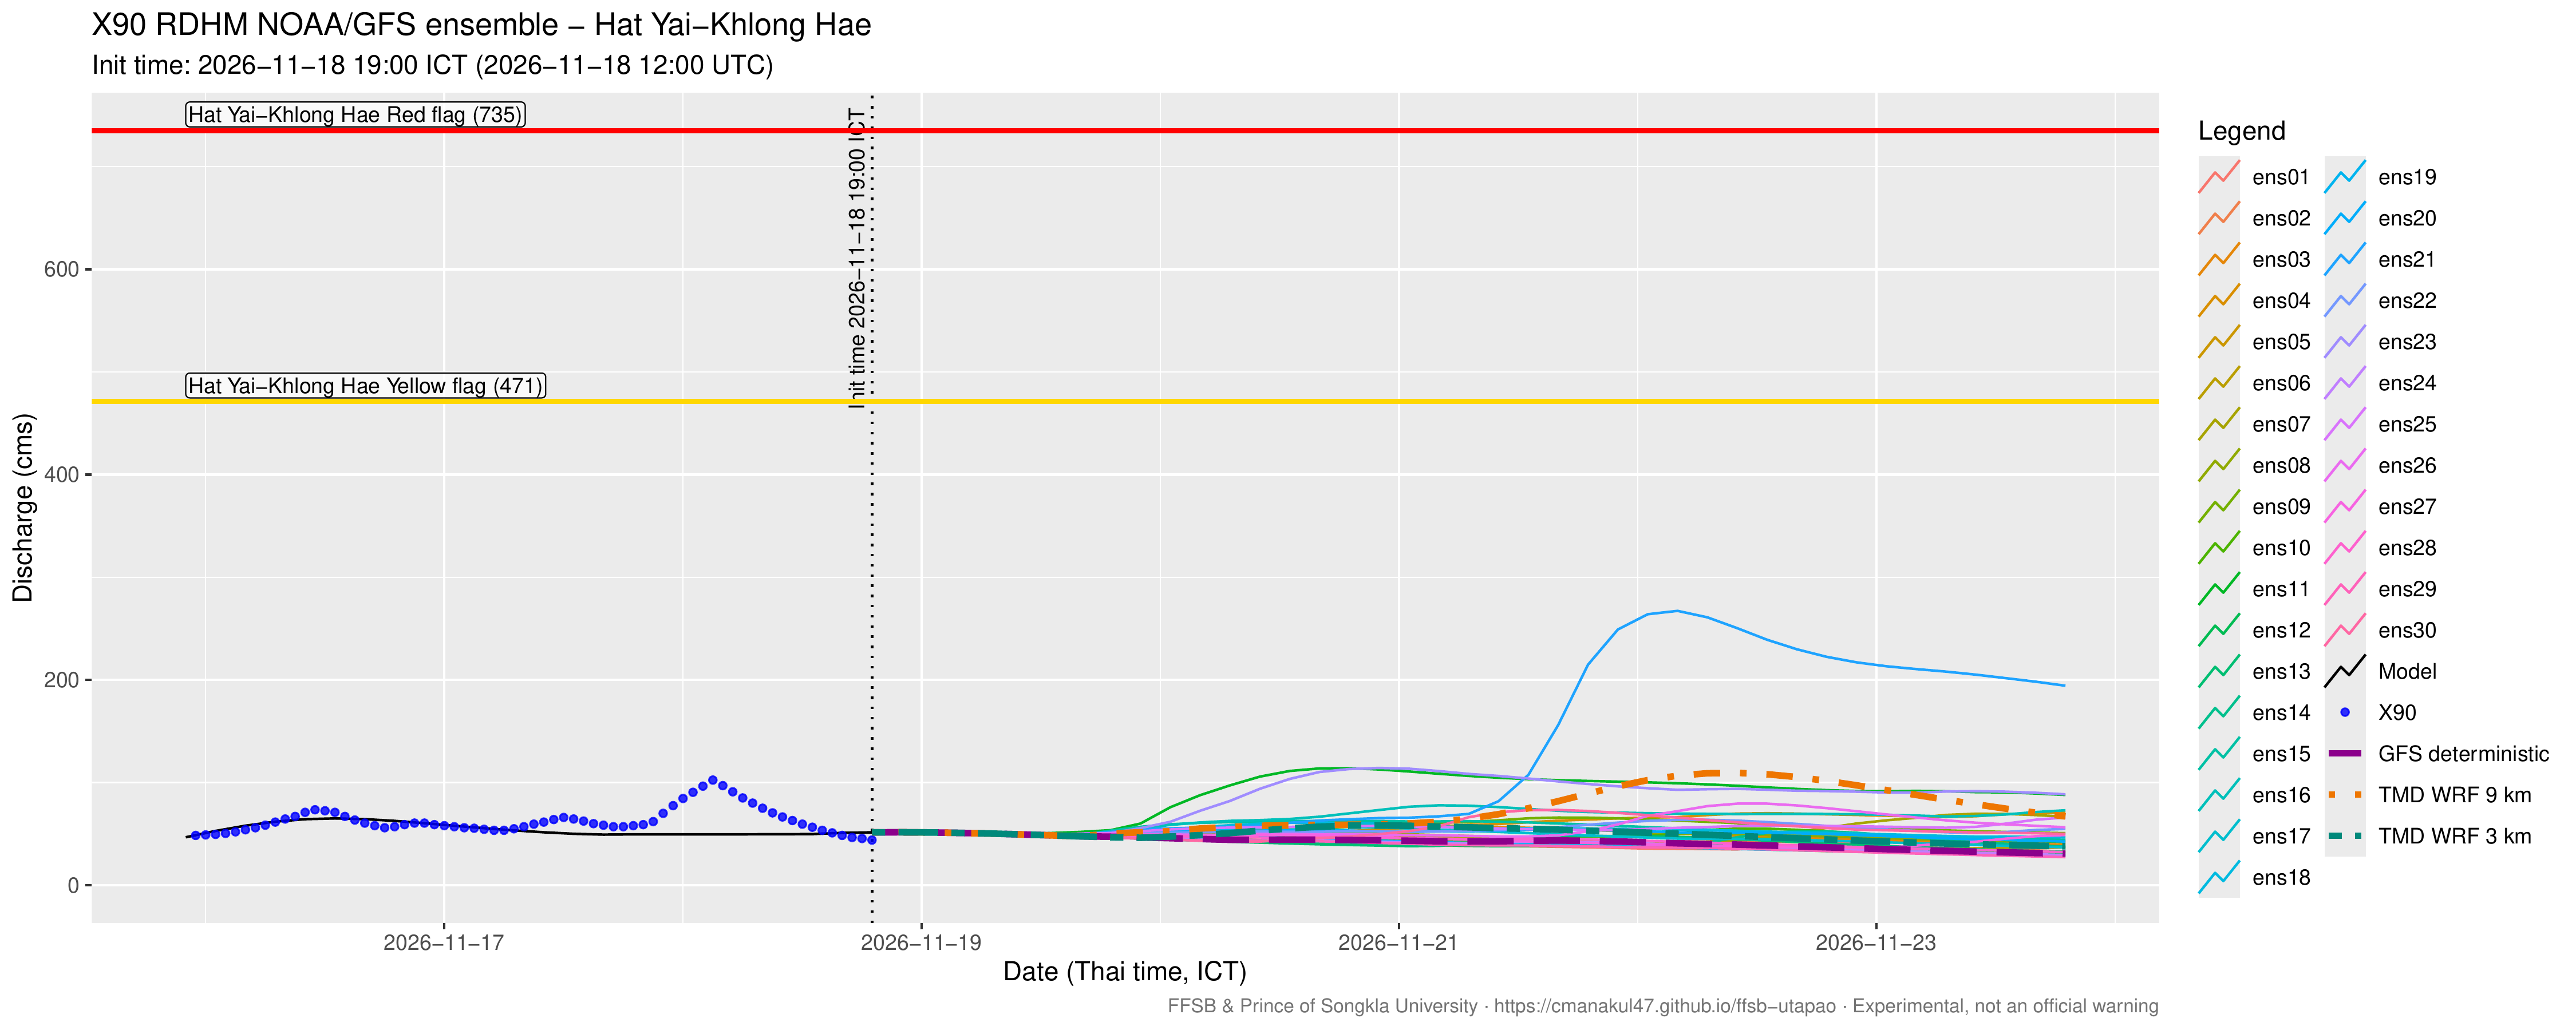 X90 RDHM NOAA/GFS ensemble – Hat Yai–Khlong Hae
Init time: 2026–11–18 19:00 ICT (2026–11–18 12:00 UTC)
Hat Yai–Khlong Hae Red flag (735)
Hat Yai–Khlong Hae Yellow flag (471)
Init time 2026–11–18 19:00 ICT
Discharge (cms)
600
400
200
0
2026–11–17
2026–11–19
2026–11–21
2026–11–23
Date (Thai time, ICT)
Legend
ens01
ens02
ens03
ens04
ens05
ens06
ens07
ens08
ens09
ens10
ens11
ens12
ens13
ens14
ens15
ens16
ens17
ens18
ens19
ens20
ens21
ens22
ens23
ens24
ens25
ens26
ens27
ens28
ens29
ens30
Model
X90
GFS deterministic
TMD WRF 9 km
TMD WRF 3 km
FFSB & Prince of Songkla University · https://cmanakul47.github.io/ffsb–utapao · Experimental, not an official warning